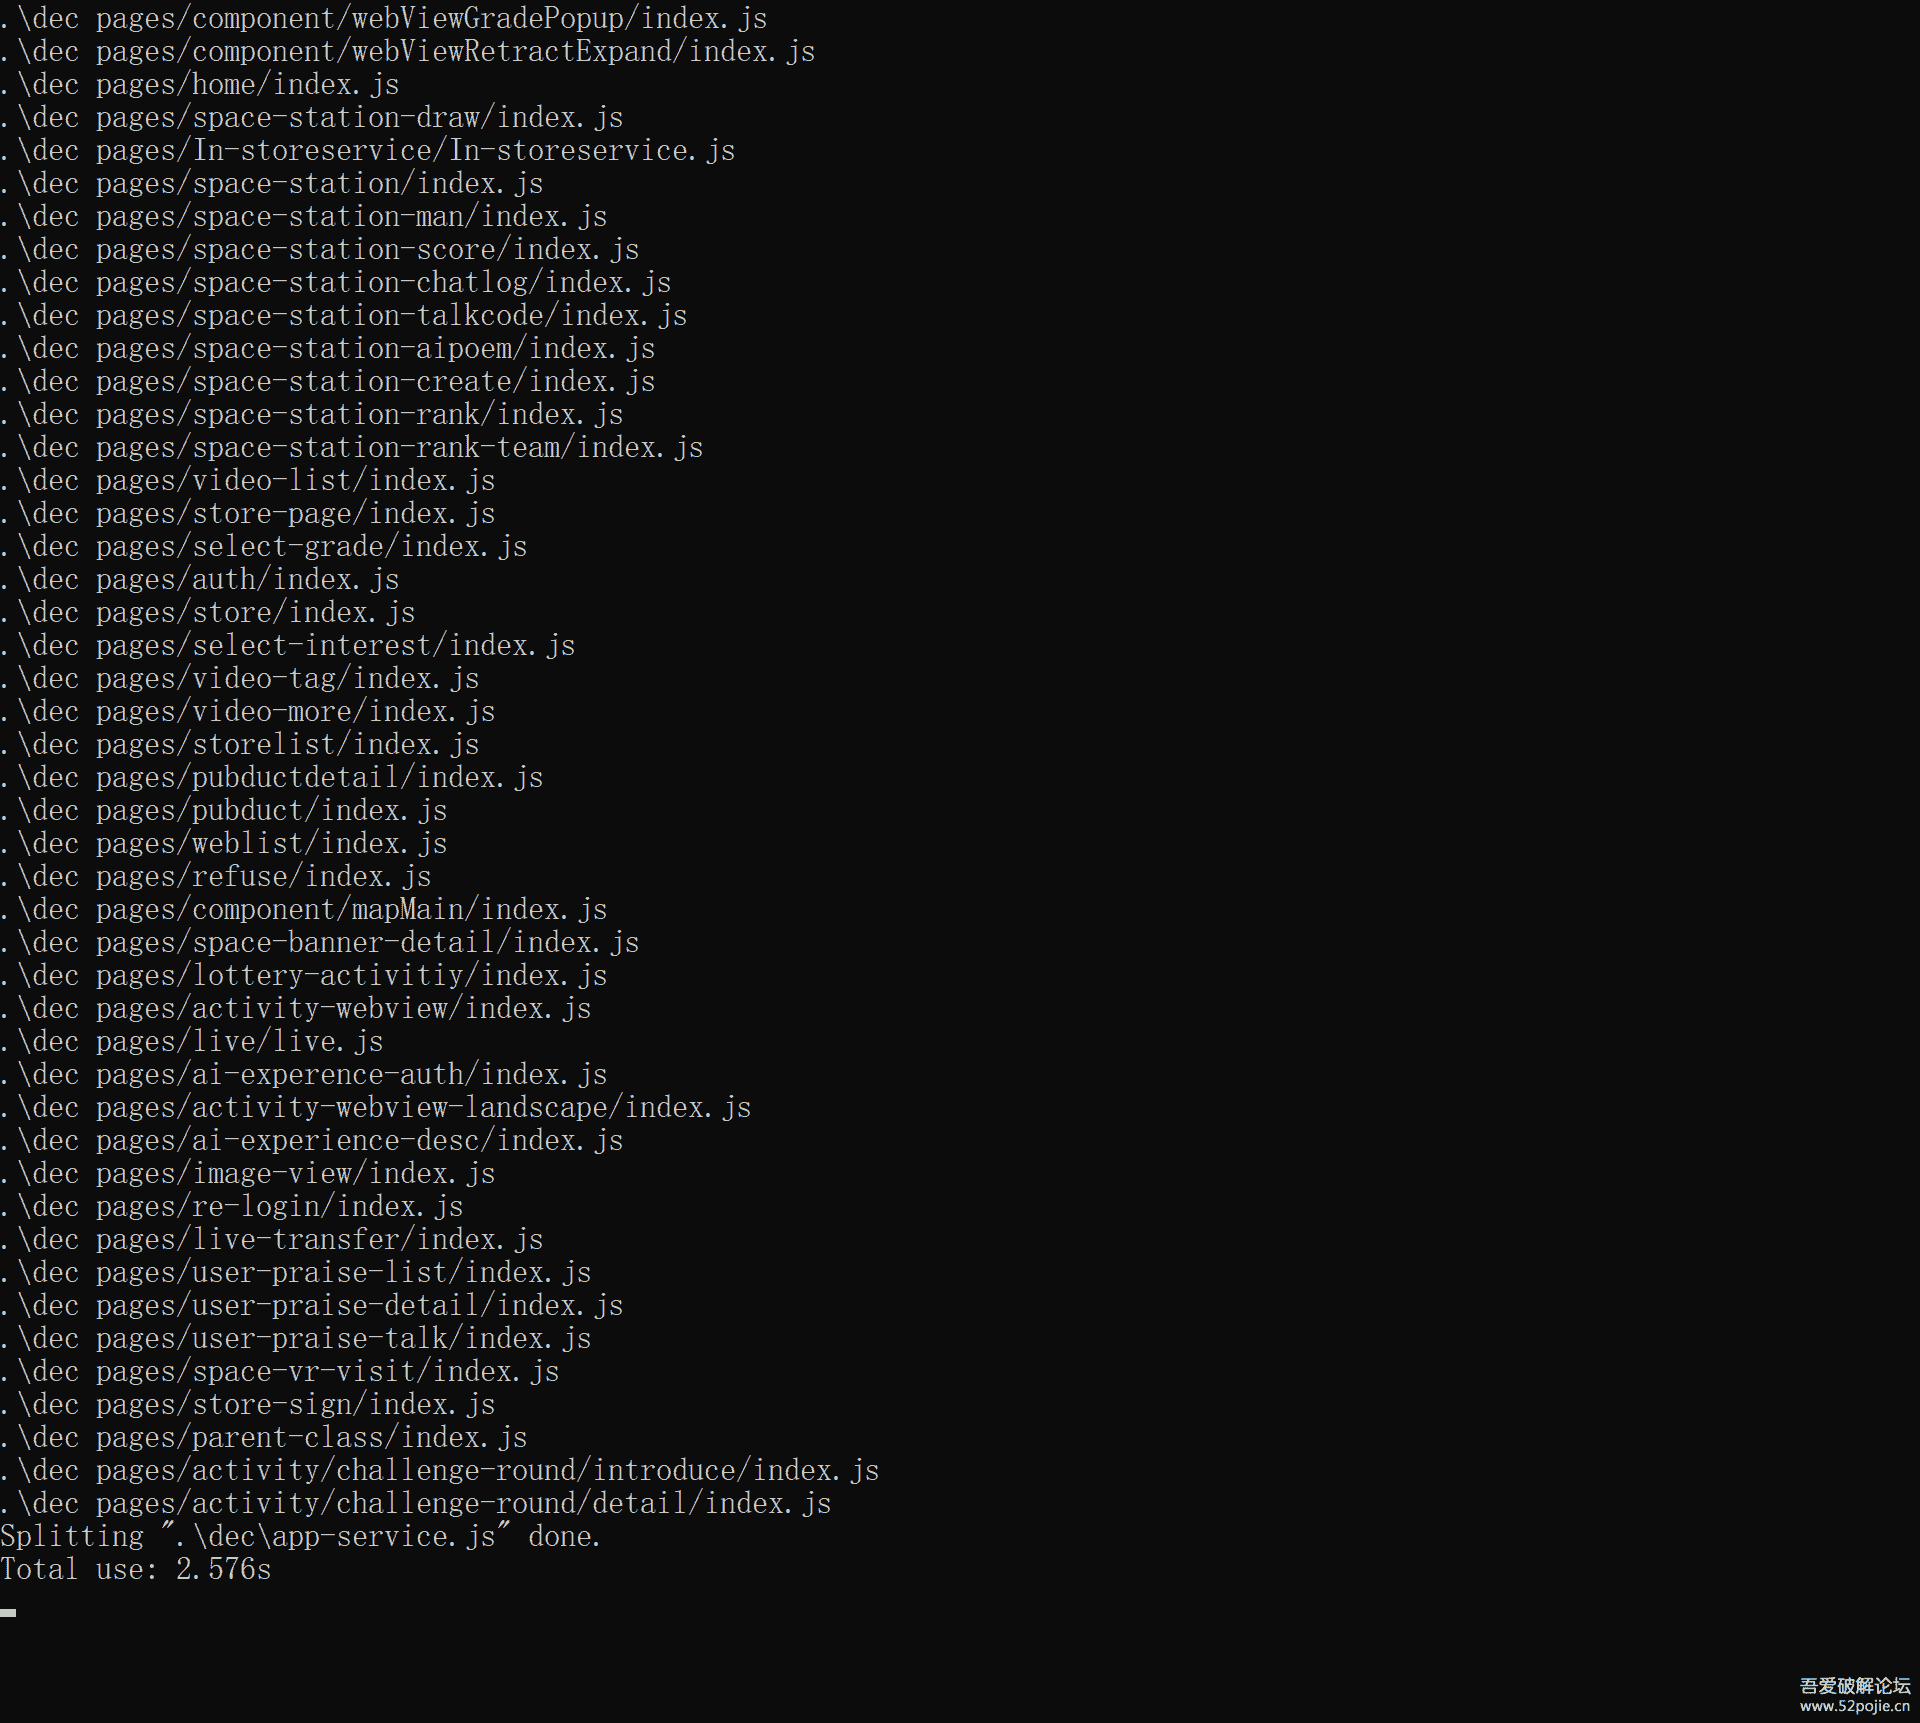 .\dec pages/component/webViewGradePopup/index.js
.\dec pages/component/webViewRetractExpand/index.js
.\dec pages/home/index.js
.\dec pages/space-station-draw/index.js
.\dec pages/In-storeservice/In-storeservice.js
.\dec pages/space-station/index.js
.\dec pages/space-station-man/index.js
.\dec pages/space-station-score/index.js
.\dec pages/space-station-chatlog/index.js
.\dec pages/space-station-talkcode/index.js
.\dec pages/space-station-aipoem/index.js
.\dec pages/space-station-create/index.js
.\dec pages/space-station-rank/index.js
.\dec pages/space-station-rank-team/index.js
.\dec pages/video-list/index.js
.\dec pages/store-page/index.js
.\dec pages/select-grade/index.js
.\dec pages/auth/index.js
.\dec pages/store/index.js
.\dec pages/select-interest/index.js
.\dec pages/video-tag/index.js
.\dec pages/video-more/index.js
.\dec pages/storelist/index.js
.\dec pages/pubductdetail/index.js
.\dec pages/pubduct/index.js
.\dec pages/weblist/index.js
.\dec pages/refuse/index.js
.\dec pages/component/mapMain/index.js
.\dec pages/space-banner-detail/index.js
.\dec pages/lottery-activitiy/index.js
.\dec pages/activity-webview/index.js
.\dec pages/live/live.js
.\dec pages/ai-experence-auth/index.js
.\dec pages/activity-webview-landscape/index.js
.\dec pages/ai-experience-desc/index.js
.\dec pages/image-view/index.js
.\dec pages/re-login/index.js
.\dec pages/live-transfer/index.js
.\dec pages/user-praise-list/index.js
.\dec pages/user-praise-detail/index.js
.\dec pages/user-praise-talk/index.js
.\dec pages/space-vr-visit/index.js
.\dec pages/store-sign/index.js
.\dec pages/parent-class/index.js
.\dec pages/activity/challenge-round/introduce/index.js
.\dec pages/activity/challenge-round/detail/index.js
Splitting ".\dec\app-service.js" done.
Total use: 2.576s
吾爱破解论坛
www.52pojie.cn